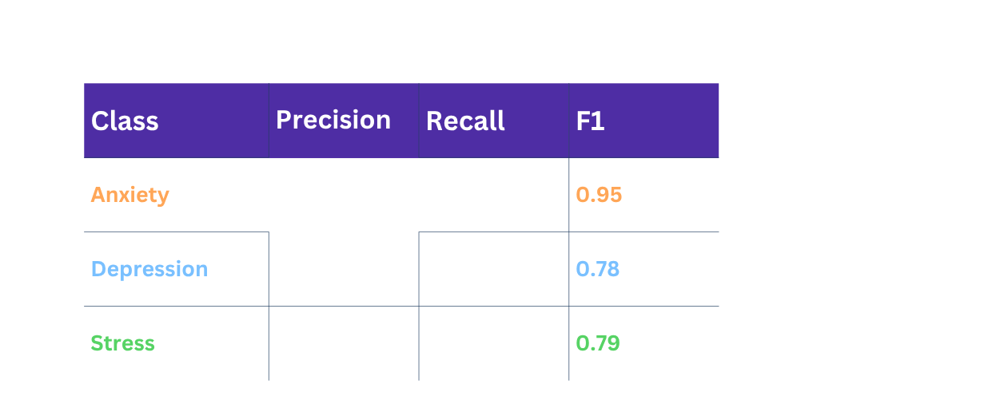 Class Precision Recall F1
Anxiety 0.95
Depression 0.78
Stress 0.79